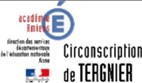 académie
Amiens
direction des services
départementaux
de l'éducation nationale
Aisne
Circonscription
de TERGNIER